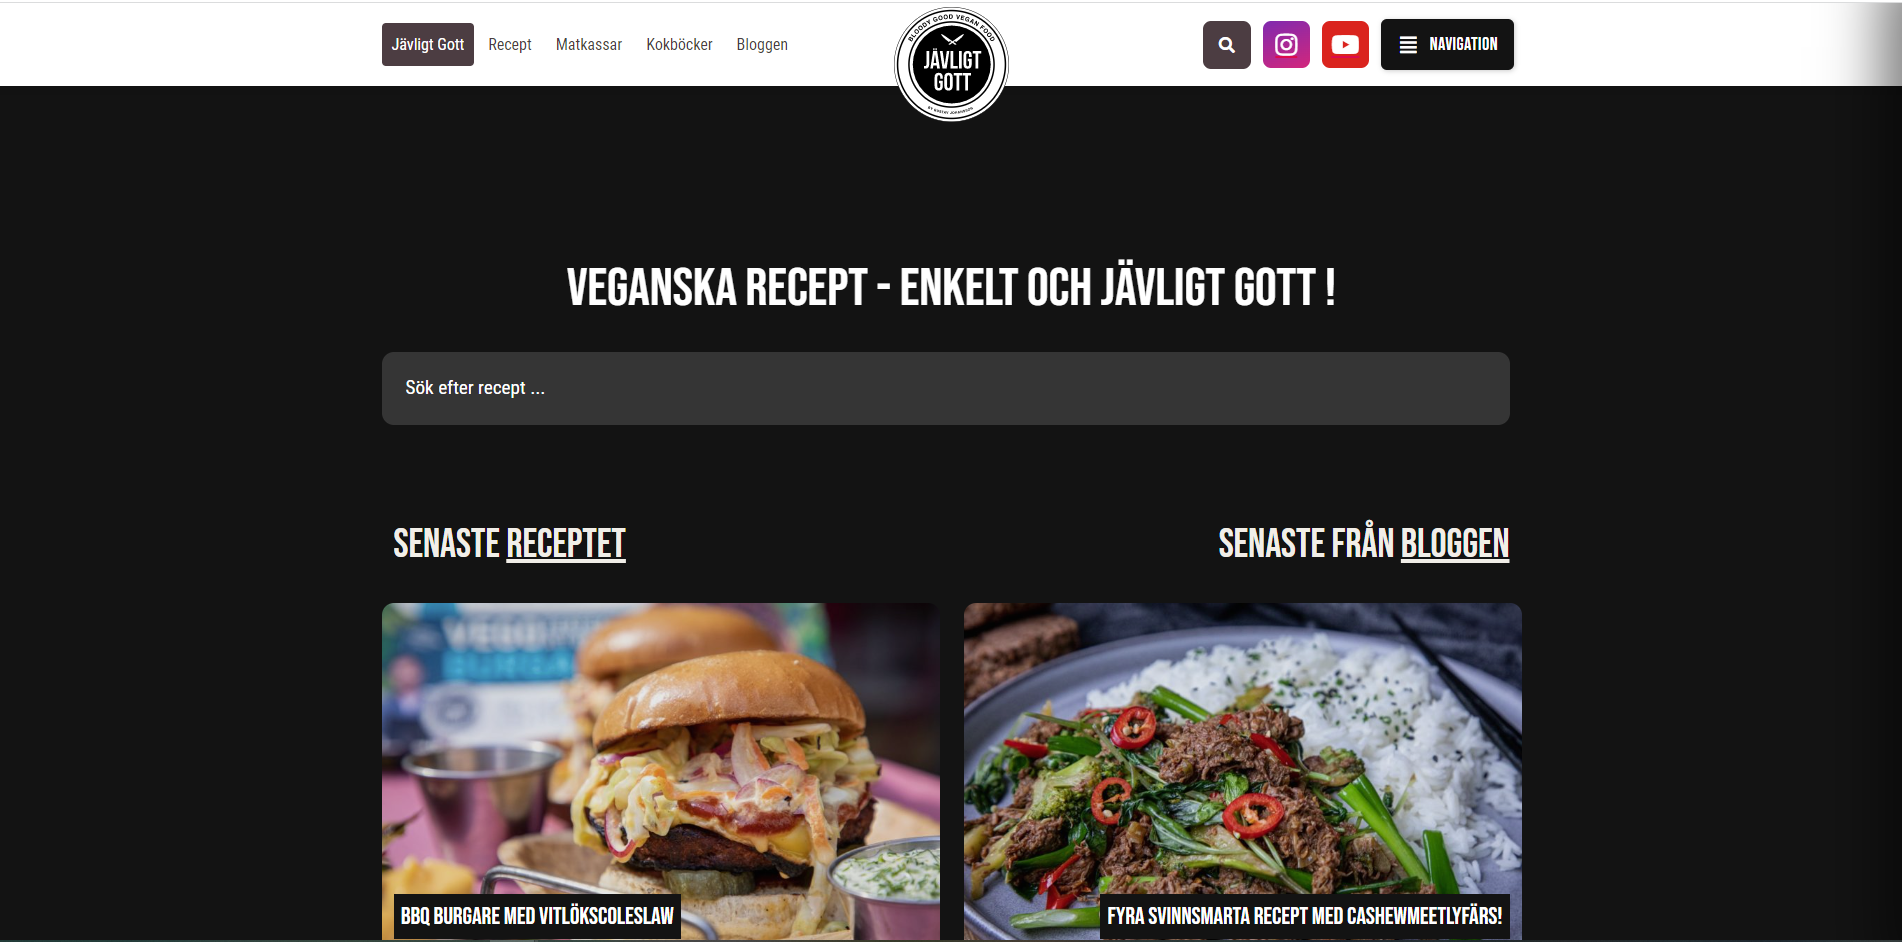 Jävligt Gott
Recept
Matkassar
Kokböcker
Bloggen
BLOODY GOOD VEGAN FOOD
JÄVLIGT
GOTT
NAVIGATION
VEGANSKA RECEPT - ENKELT OCH JÄVLIGT GOTT !
Sök efter recept ...
SENASTE RECEPTET
SENASTE FRÅN BLOGGEN
BBQ BURGARE MED VITLÖKSCOLESLAW
FYRA SVINNSMARTA RECEPT MED CASHEWMEETLYFÄRS!